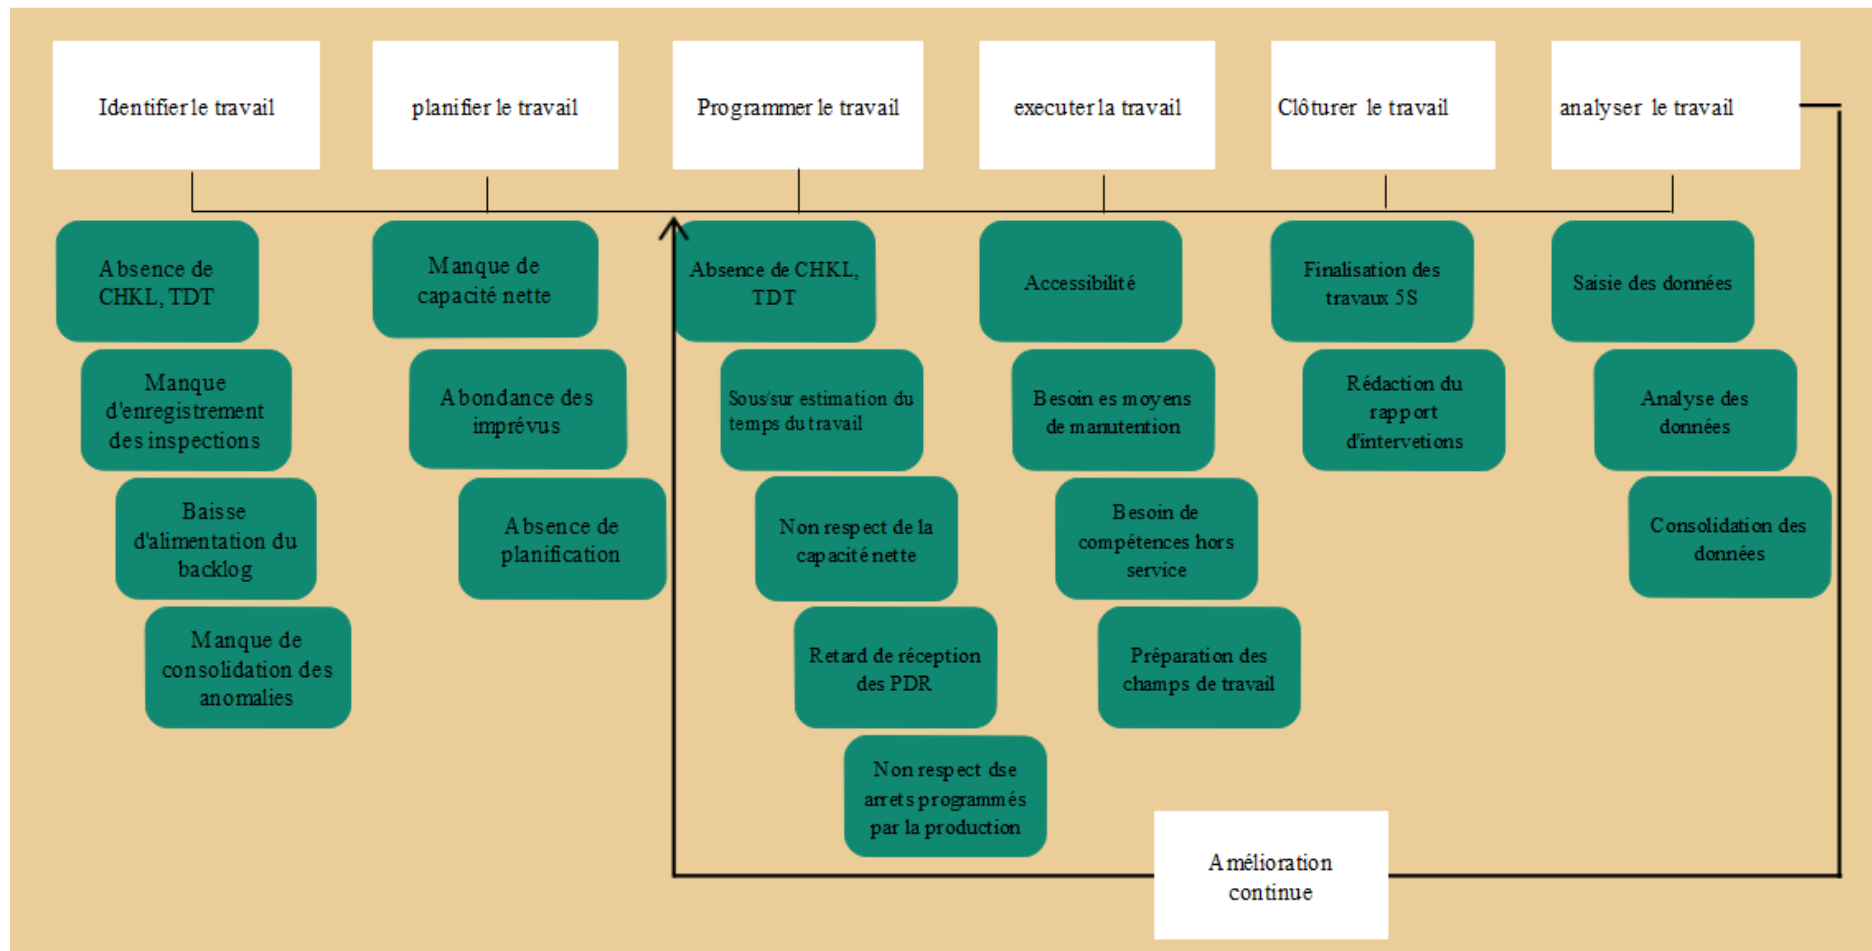 Identifier le travail
planifier le travail
Programmer le travail
executer la travail
Clôturer le travail
analyser le travail
Absence de
CHKL, TDT
Manque
d'enregistrement
des inspections
Baisse
d'alimentation du
backlog
Manque de
consolidation des
anomalies
Manque de
capacité nette
Abondance des
imprévus
Absence de
planification
Absence de CHKL,
TDT
Sous/sur estimation du
temps du travail
Non respect de la
capacité nette
Retard de réception
des PDR
Non respect dse
arrets programmés
par la production
Accessibilité
Besoin es moyens
de manutention
Besoin de
compétences hors
service
Préparation des
champs de travail
Finalisation des
travaux 5S
Rédaction du
rapport
d'intervetions
Saisie des données
Analyse des
données
Consolidation des
données
Amélioration
continue